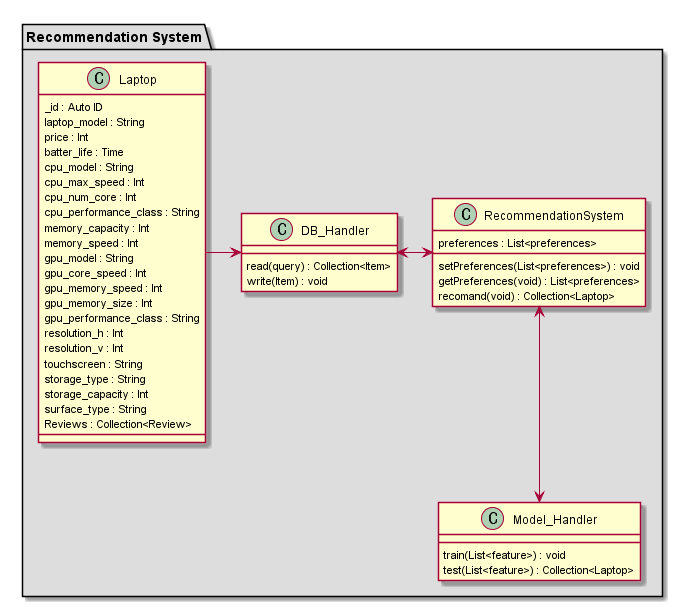 Recommendation System
C Laptop
_id : Auto ID
laptop_model : String
price : Int
batter_life : Time
cpu_model : String
cpu_max_speed : Int
cpu_num_core : Int
cpu_performance_class : String
memory_capacity : Int
memory_speed : Int
gpu_model : String
gpu_core_speed : Int
gpu_memory_speed : Int
gpu_memory_size : Int
gpu_performance_class : String
resolution_h : Int
resolution_v : Int
touchscreen : String
storage_type : String
storage_capacity : Int
surface_type : String
Reviews : Collection<Review>
C DB_Handler
read(query) : Collection<Item>
write(Item) : void
C RecommendationSystem
preferences : List<preferences>
setPreferences(List<preferences>) : void
getPreferences(void) : List<preferences>
recomand(void) : Collection<Laptop>
C Model_Handler
train(List<feature>) : void
test(List<feature>) : Collection<Laptop>